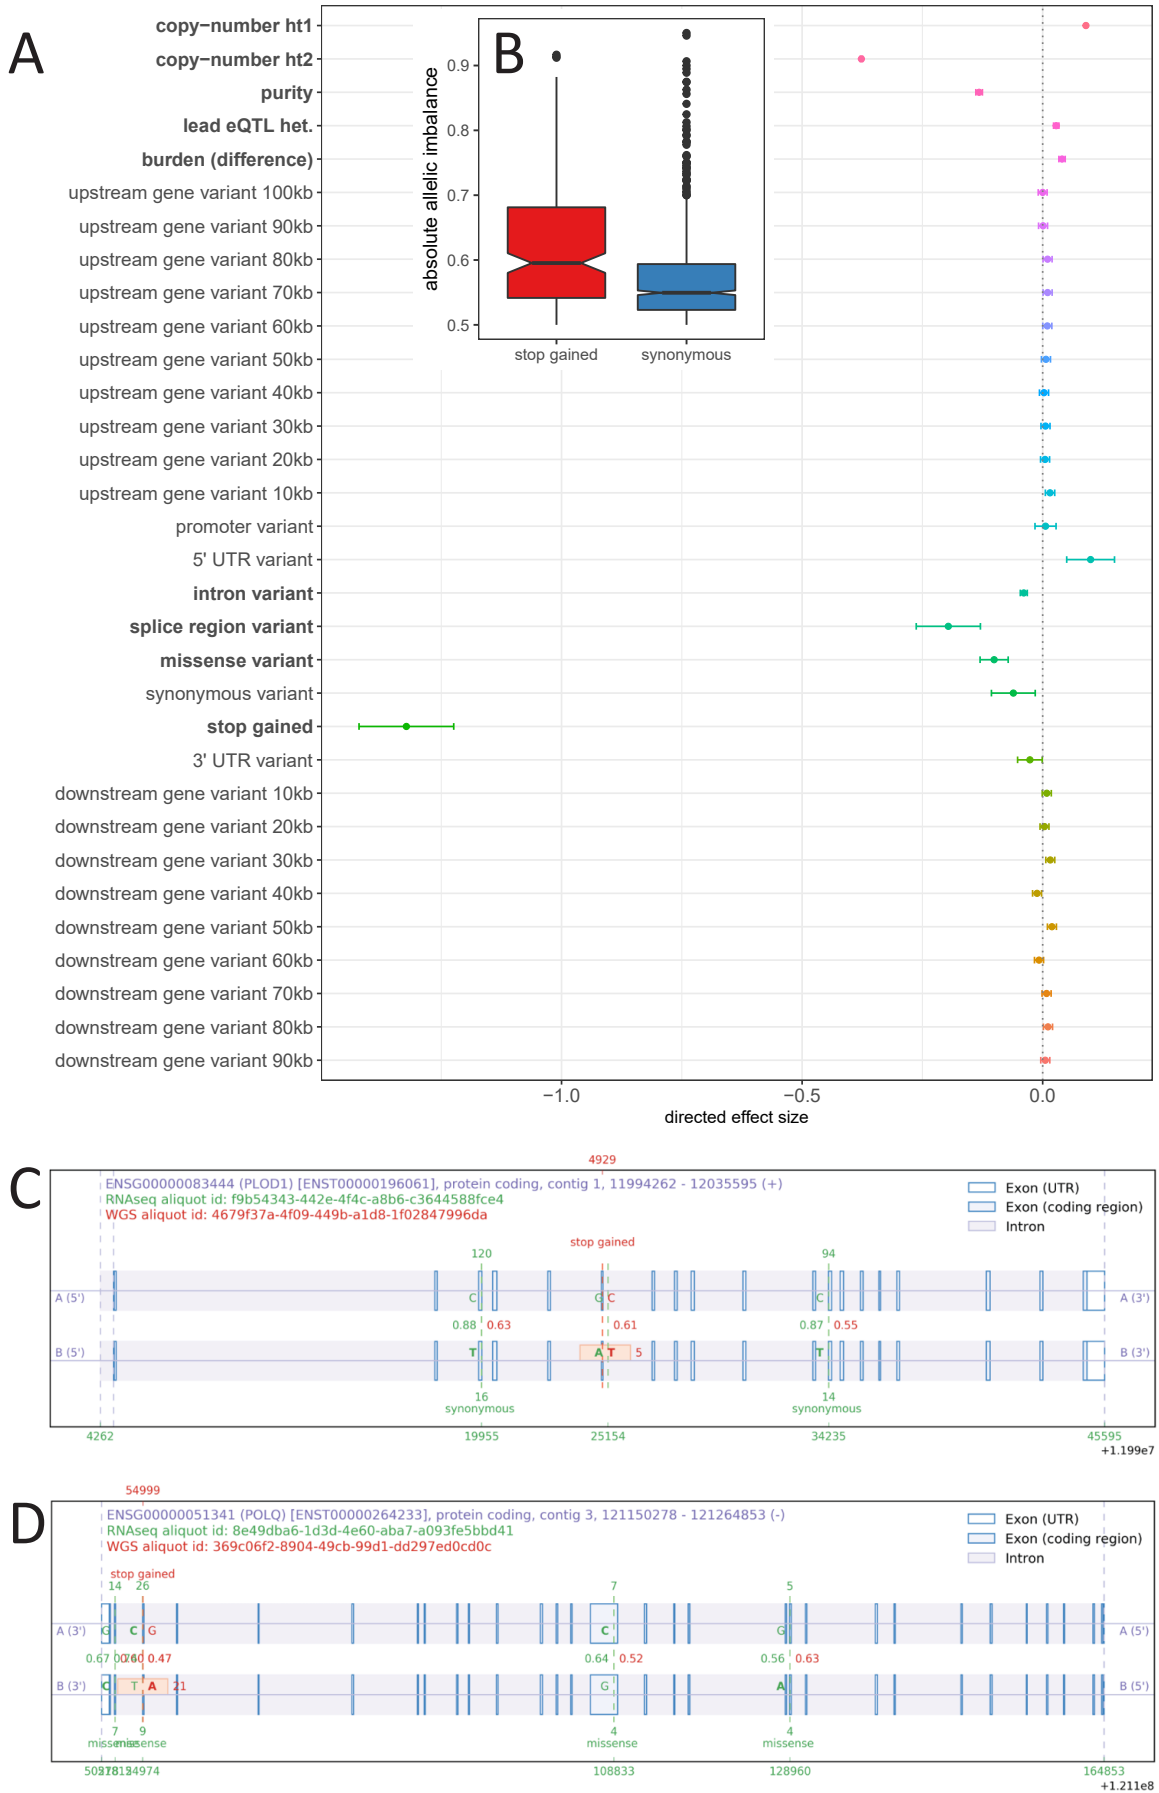 A
copy−number ht1
copy−number ht2
purity
lead eQTL het.
burden (difference)
upstream gene variant 100kb
upstream gene variant 90kb
upstream gene variant 80kb
upstream gene variant 70kb
upstream gene variant 60kb
upstream gene variant 50kb
upstream gene variant 40kb
upstream gene variant 30kb
upstream gene variant 20kb
upstream gene variant 10kb
promoter variant
5' UTR variant
intron variant
splice region variant
missense variant
synonymous variant
stop gained
3' UTR variant
downstream gene variant 10kb
downstream gene variant 20kb
downstream gene variant 30kb
downstream gene variant 40kb
downstream gene variant 50kb
downstream gene variant 60kb
downstream gene variant 70kb
downstream gene variant 80kb
downstream gene variant 90kb
−1.0 −0.5 0.0
directed effect size
B
absolute allelic imbalance
0.9
0.8
0.7
0.6
0.5
stop gained synonymous
C
4929
ENSG00000083444 (PLOD1) [ENST00000196061], protein coding, contig 1, 11994262 - 12035595 (+)
RNAseq aliquot id: f9b54343-442e-4f4c-a8b6-c3644588fce4
WGS aliquot id: 4679f37a-4f09-449b-a1d8-1f02847996da
Exon (UTR)
Exon (coding region)
Intron
stop gained
120 94
A (5') C G C C A (3')
0.88 0.63 0.61 0.87 0.55
B (5') T A T 5 T B (3')
16 14
synonymous synonymous
4262 19955 25154 34235 45595
+1.199e7
D
54999
ENSG00000051341 (POLQ) [ENST00000264233], protein coding, contig 3, 121150278 - 121264853 (-)
RNAseq aliquot id: 8e49dba6-1d3d-4e60-aba7-a093fe5bbd41
WGS aliquot id: 369c06f2-8904-49cb-99d1-dd297ed0cd0c
Exon (UTR)
Exon (coding region)
Intron
stop gained
14 26 7 5
A (3') G C G C G A (5')
0.67 0.47 0.64 0.52 0.56 0.63
B (3') C T A 21 G A B (5')
7 9 4 4
missense missense missense
108833 128960 164853
+1.211e8